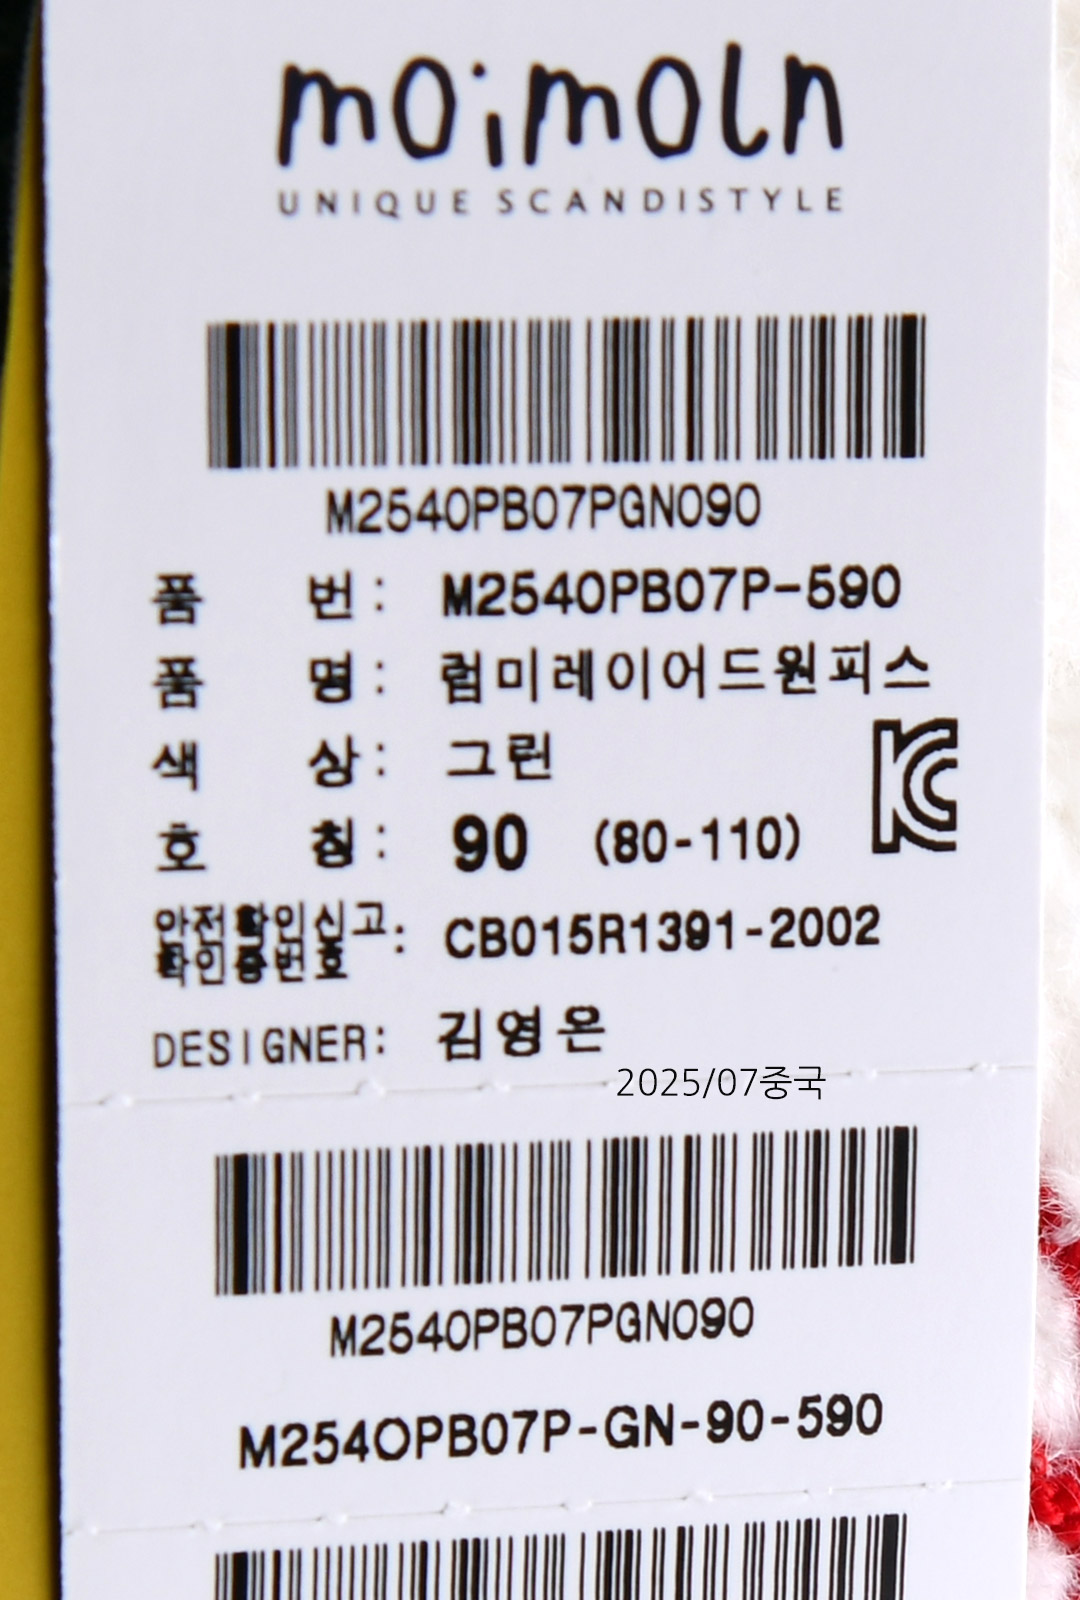 moimoln
UNIQUE SCANDISTYLE
M2540PB07PGN090
품 번: M2540PB07P-590
품 명: 럼미레이어드원피스
색 상: 그린
호 칭: 90 (80-110)
안전확인신고
확인증번호: CB015R1391-2002
DESIGNER: 김영은
2025/07중국
M2540PB07PGN090
M2540PB07P-GN-90-590